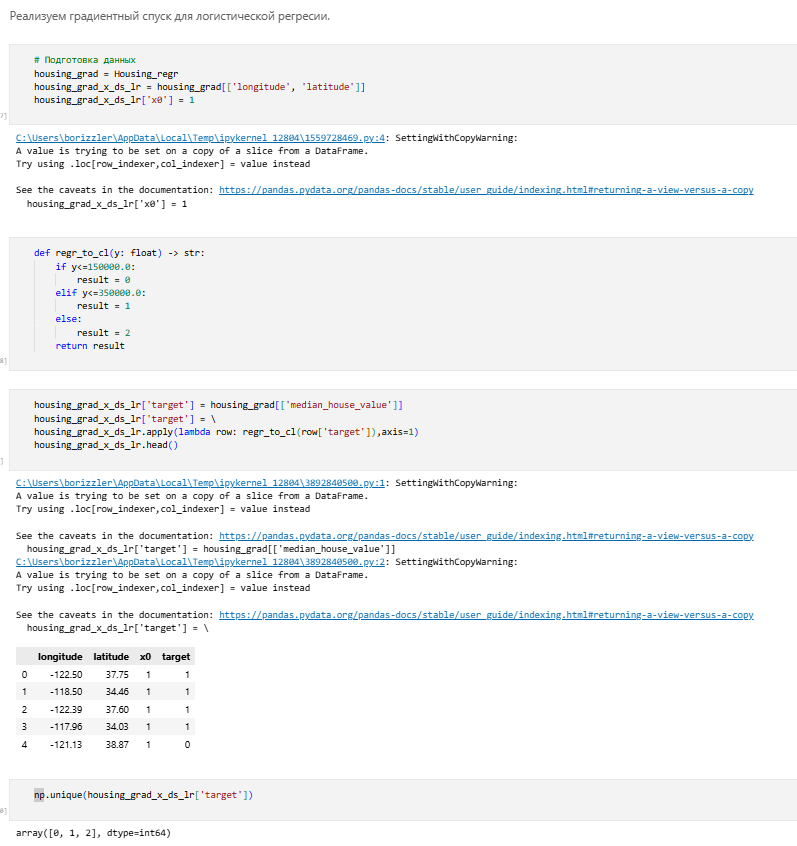 Реализуем градиентный спуск для логистической регресии.
# Подготовка данных
housing_grad = Housing_regr
housing_grad_x_ds_lr = housing_grad[['longitude', 'latitude']]
housing_grad_x_ds_lr['x0'] = 1
7]
C:\Users\borizzler\AppData\Local\Temp\ipykernel_12804\1559728469.py:4: SettingWithCopyWarning:
A value is trying to be set on a copy of a slice from a DataFrame.
Try using .loc[row_indexer,col_indexer] = value instead
See the caveats in the documentation: https://pandas.pydata.org/pandas-docs/stable/user_guide/indexing.html#returning-a-view-versus-a-copy
housing_grad_x_ds_lr['x0'] = 1
def regr_to_cl(y: float) -> str:
if y<=150000.0:
result = 0
elif y<=350000.0:
result = 1
else:
result = 2
return result
8]
housing_grad_x_ds_lr['target'] = housing_grad[['median_house_value']]
housing_grad_x_ds_lr['target'] = \
housing_grad_x_ds_lr.apply(lambda row: regr_to_cl(row['target']),axis=1)
housing_grad_x_ds_lr.head()
]
C:\Users\borizzler\AppData\Local\Temp\ipykernel_12804\3892840500.py:1: SettingWithCopyWarning:
A value is trying to be set on a copy of a slice from a DataFrame.
Try using .loc[row_indexer,col_indexer] = value instead
See the caveats in the documentation: https://pandas.pydata.org/pandas-docs/stable/user_guide/indexing.html#returning-a-view-versus-a-copy
housing_grad_x_ds_lr['target'] = housing_grad[['median_house_value']]
C:\Users\borizzler\AppData\Local\Temp\ipykernel_12804\3892840500.py:2: SettingWithCopyWarning:
A value is trying to be set on a copy of a slice from a DataFrame.
Try using .loc[row_indexer,col_indexer] = value instead
See the caveats in the documentation: https://pandas.pydata.org/pandas-docs/stable/user_guide/indexing.html#returning-a-view-versus-a-copy
housing_grad_x_ds_lr['target'] = \
longitude latitude x0 target
0 -122.50 37.75 1 1
1 -118.50 34.46 1 1
2 -122.39 37.60 1 1
3 -117.96 34.03 1 1
4 -121.13 38.87 1 0
np.unique(housing_grad_x_ds_lr['target'])
0]
array([0, 1, 2], dtype=int64)